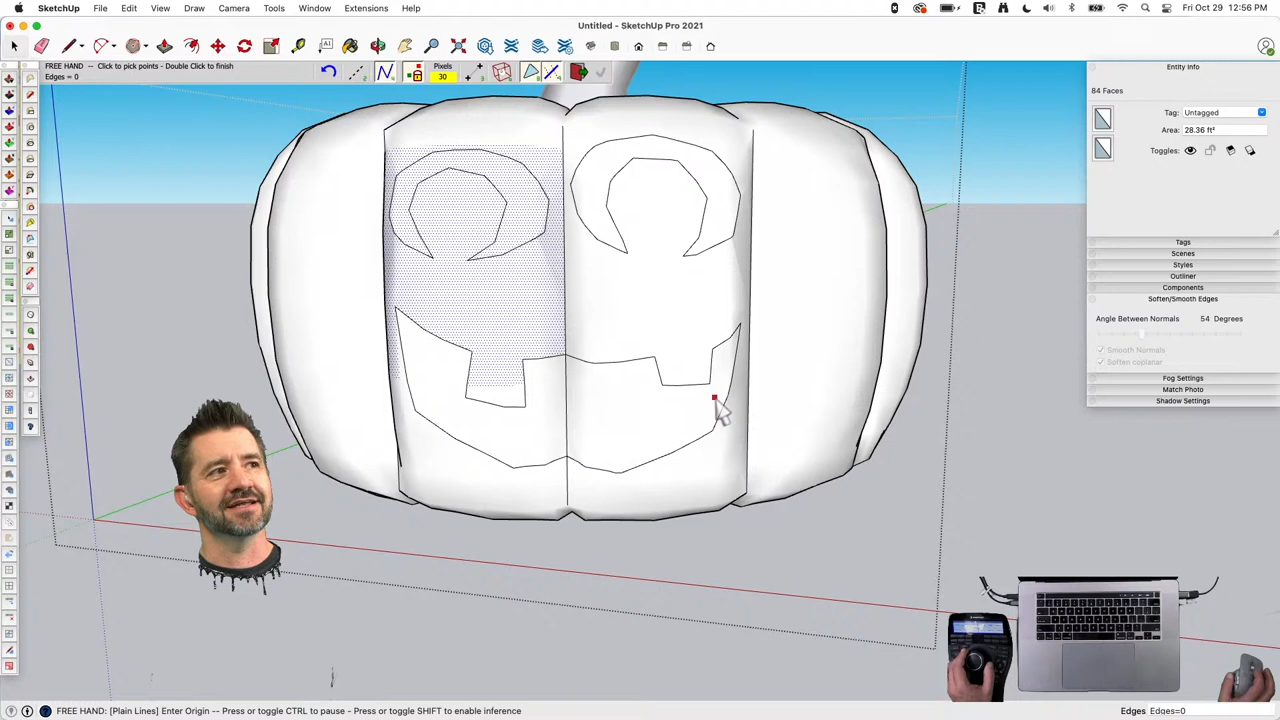 SketchUp File Edit View Draw Camera Tools Window Extensions Help
Fri Oct 29 12:56 PM
Untitled - SketchUp Pro 2021
FREE HAND -- Click to pick points - Double Click to finish
Edges = 0
Pixels
30
Entity Info
84 Faces
Tag: Untagged
Area: 28.36 ft²
Toggles:
Tags
Scenes
Styles
Outliner
Components
Soften/Smooth Edges
Angle Between Normals 54 Degrees
Smooth Normals
Soften coplanar
Fog Settings
Match Photo
Shadow Settings
FREE HAND: [Plain Lines] Enter Origin -- Press or toggle CTRL to pause - Press or toggle SHIFT to enable inference
Edges Edges=0